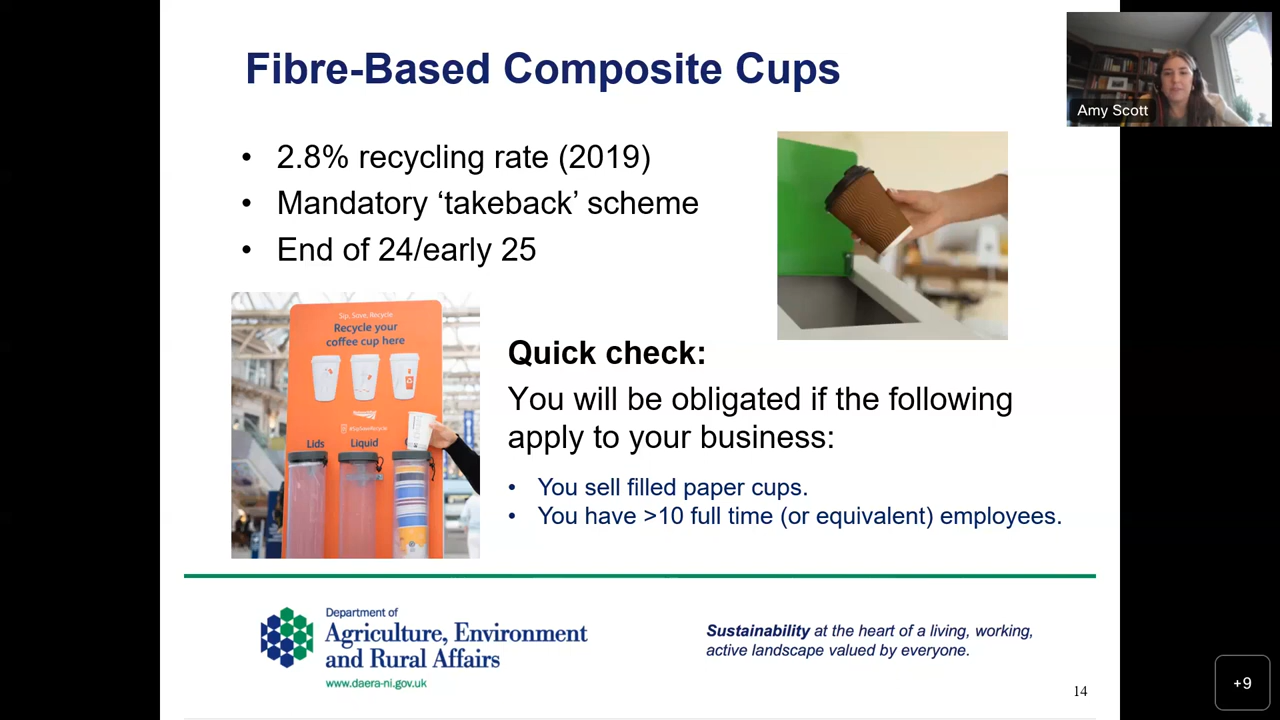 Fibre-Based Composite Cups
Amy Scott
• 2.8% recycling rate (2019)
• Mandatory ‘takeback’ scheme
• End of 24/early 25
Sip, Save, Recycle
Recycle your
coffee cup here
Lids
Liquid
Quick check:
You will be obligated if the following
apply to your business:
• You sell filled paper cups.
• You have >10 full time (or equivalent) employees.
Department of
Agriculture, Environment
and Rural Affairs
www.daera-ni.gov.uk
Sustainability at the heart of a living, working,
active landscape valued by everyone.
14
+9